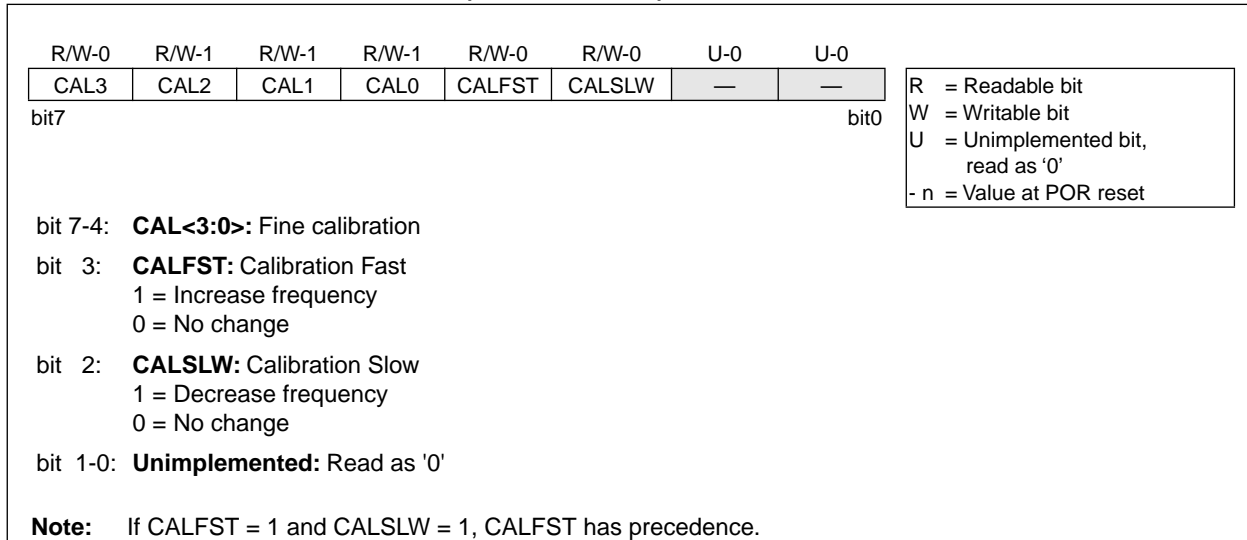 R/W-0 R/W-1 R/W-1 R/W-1 R/W-0 R/W-0 U-0 U-0
CAL3 CAL2 CAL1 CAL0 CALFST CALSLW — —
bit7 bit0
R = Readable bit
W = Writable bit
U = Unimplemented bit,
read as ‘0’
- n = Value at POR reset
bit 7-4: CAL<3:0>: Fine calibration
bit 3: CALFST: Calibration Fast
1 = Increase frequency
0 = No change
bit 2: CALSLW: Calibration Slow
1 = Decrease frequency
0 = No change
bit 1-0: Unimplemented: Read as '0'
Note: If CALFST = 1 and CALSLW = 1, CALFST has precedence.